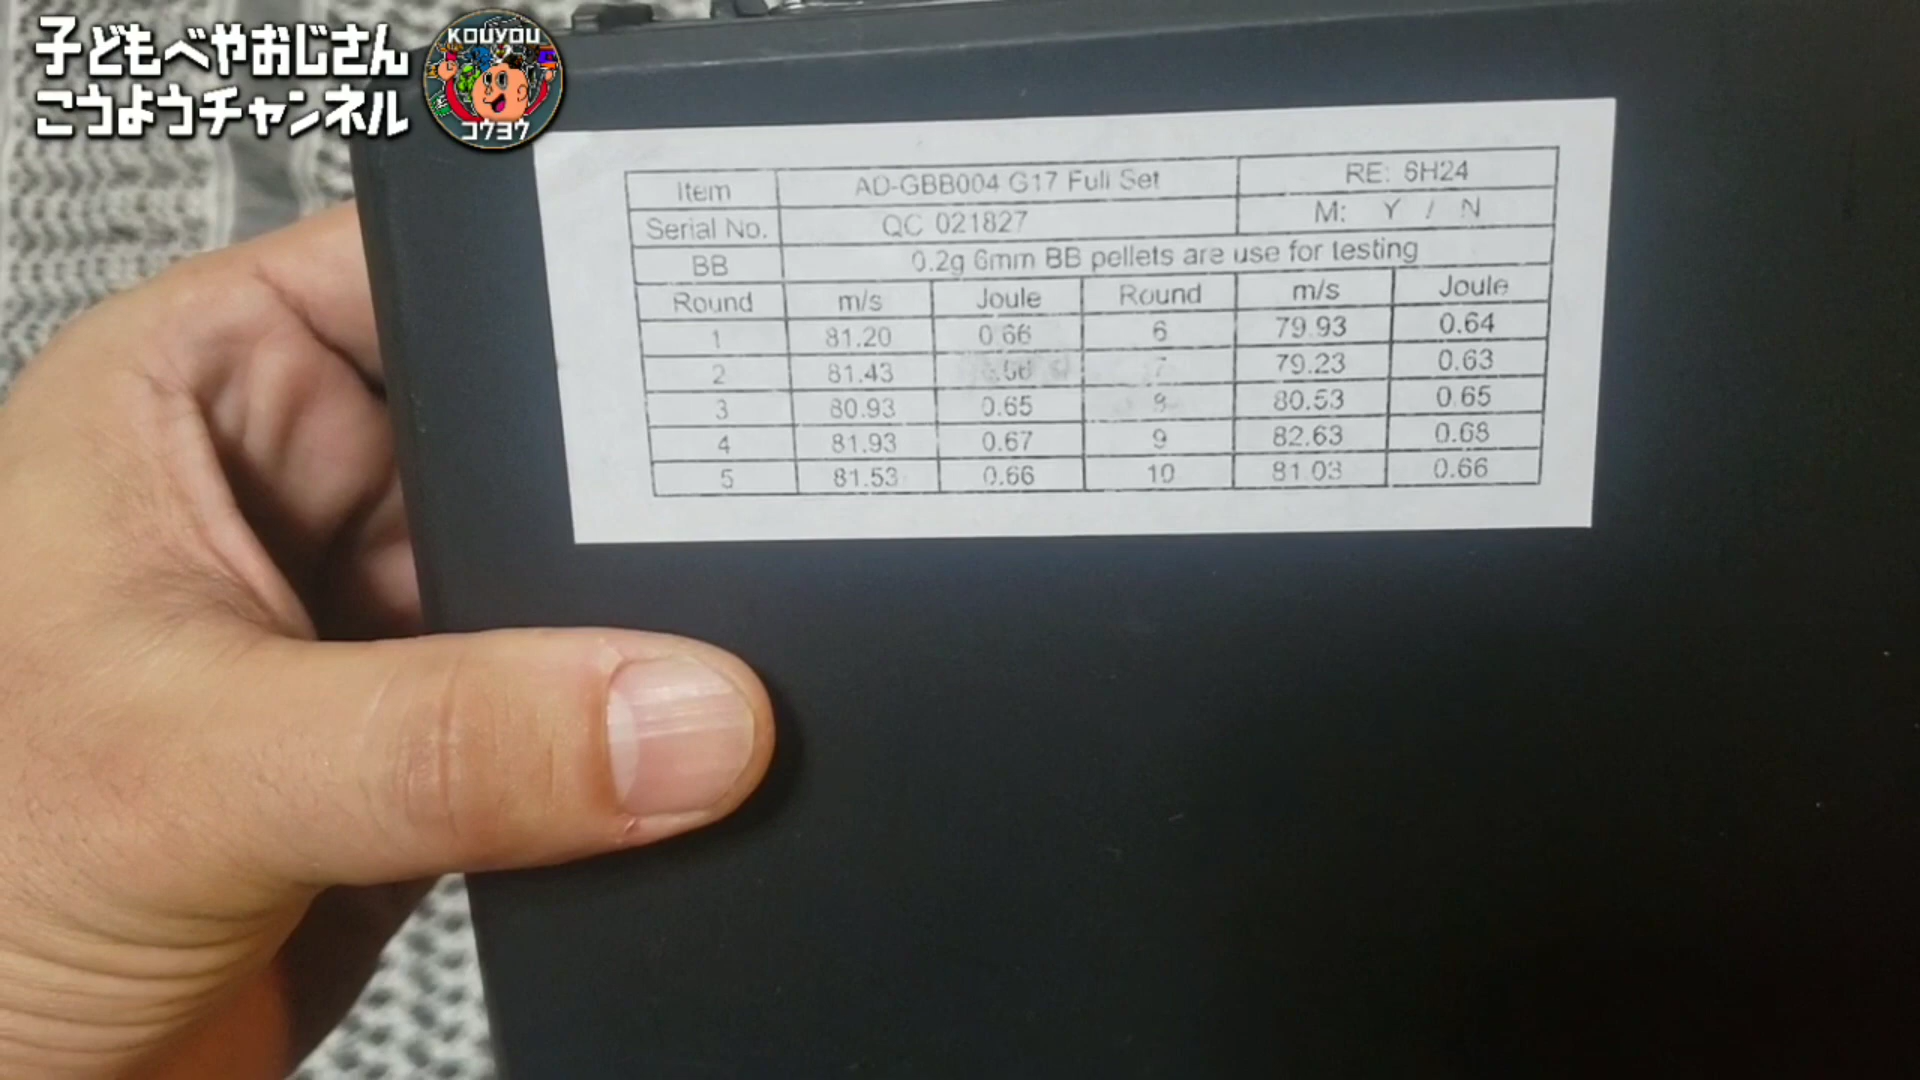 子どもべやおじさん
こうようチャンネル
KOUYOU
コウヨウ
Item AD-GBB004 G17 Full Set RE: SH24
Serial No. QC 021827 M: Y / N
BB 0.2g 6mm BB pellets are use for testing
Round m/s Joule Round m/s Joule
1 81.20 0.66 6 79.93 0.64
2 81.43 7 79.23 0.63
3 80.93 0.65 8 80.53 0.65
4 81.93 0.67 9 82.63 0.68
5 81.53 0.66 10 81.03 0.66